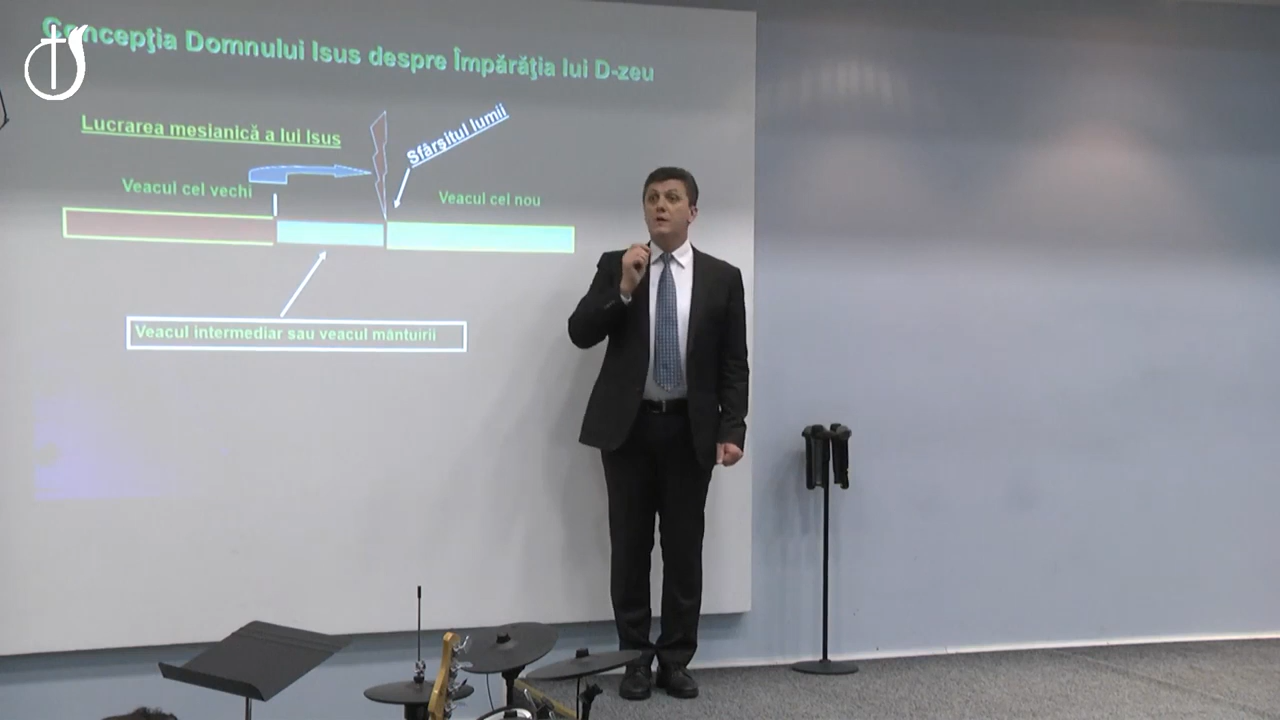 Concepţia Domnului Isus despre Împărăţia lui D-zeu
Lucrarea mesianică a lui Isus
Sfârşitul lumii
Veacul cel vechi
Veacul cel nou
Veacul intermediar sau veacul mântuirii